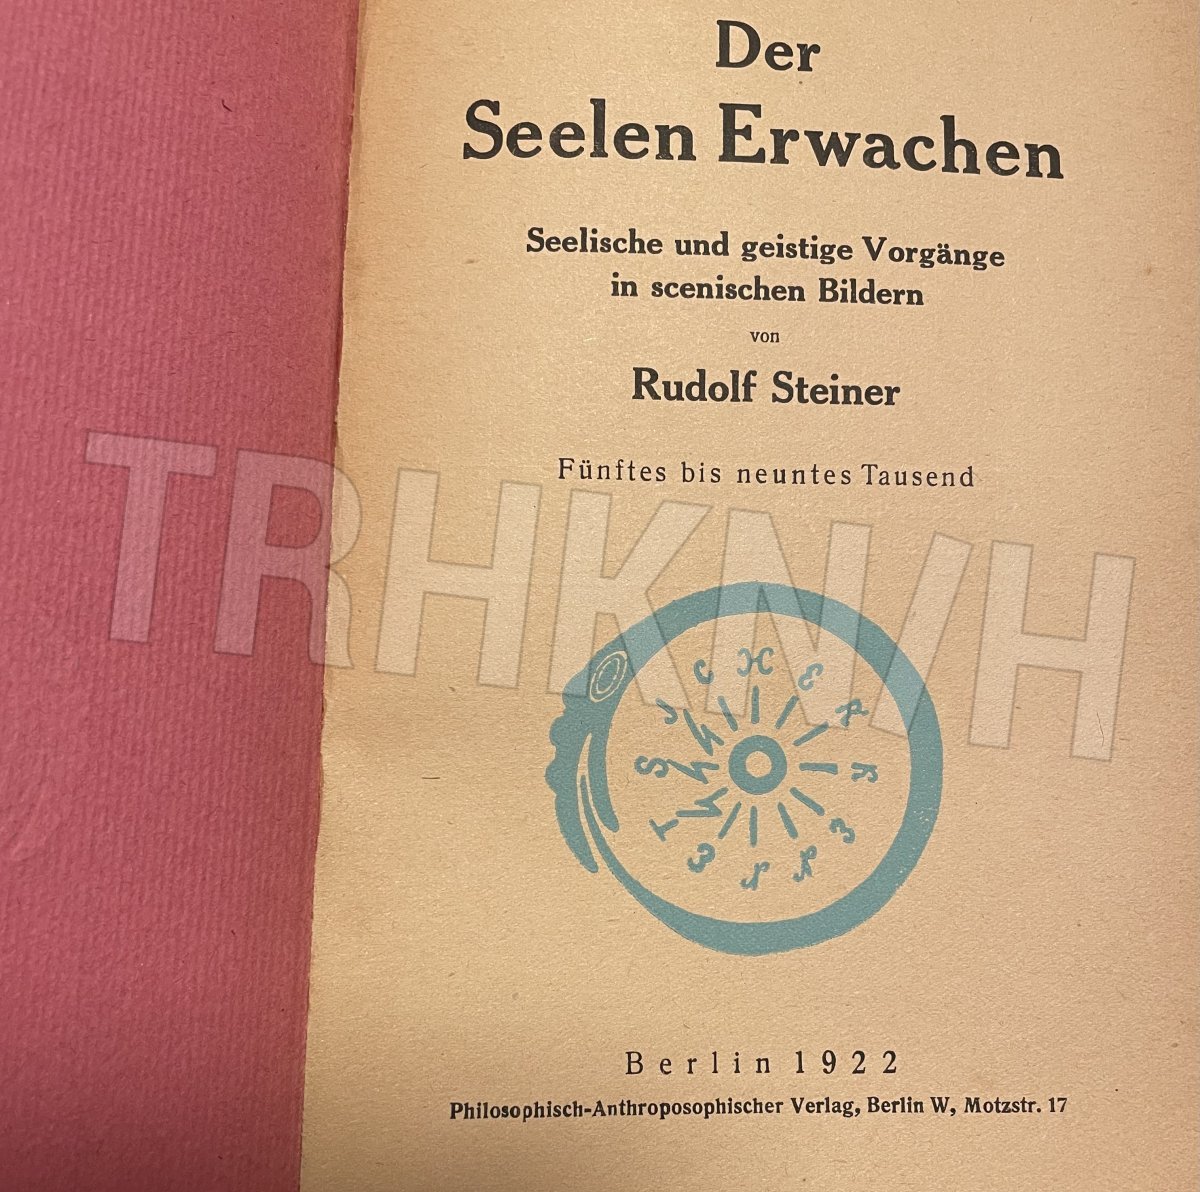 Der
Seelen Erwachen
Seelische und geistige Vorgänge
in scenischen Bildern
von
Rudolf Steiner
Fünftes bis neuntes Tausend
TRHKN/H
Berlin 1922
Philosophisch-Anthroposophischer Verlag, Berlin W, Motzstr. 17